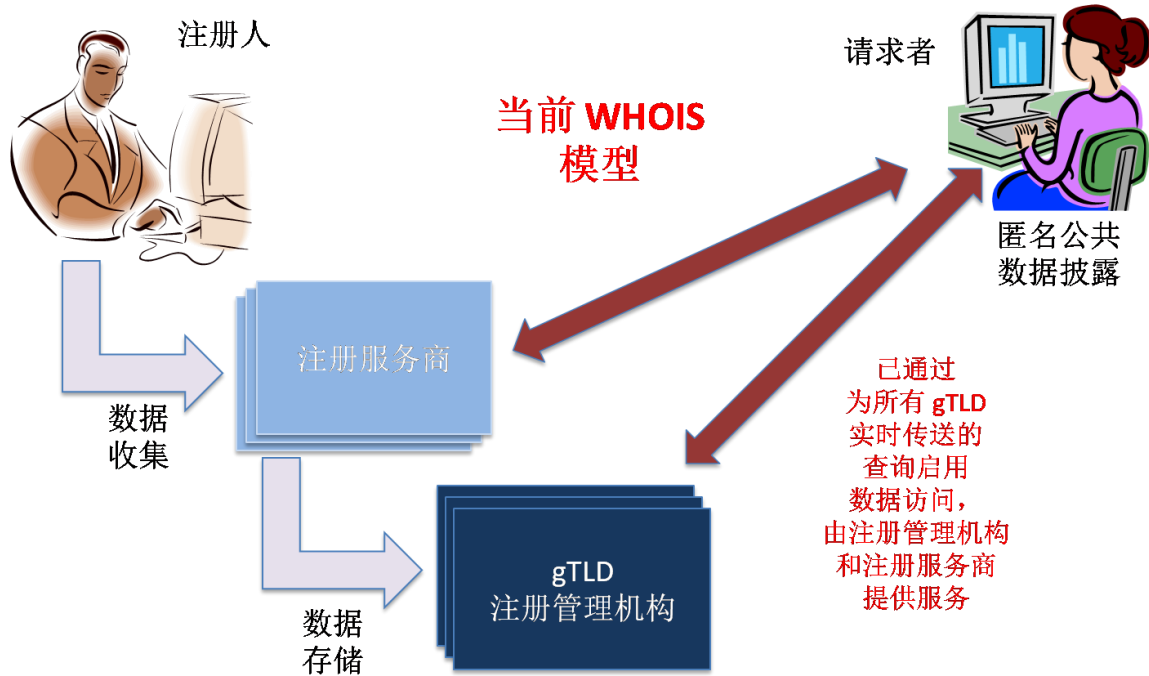 注册人
请求者
当前 WHOIS
模型
匿名公共
数据披露
注册服务商
数据
收集
已通过
为所有 gTLD
实时传送的
查询启用
数据访问，
由注册管理机构
和注册服务商
提供服务
gTLD
注册管理机构
数据
存储